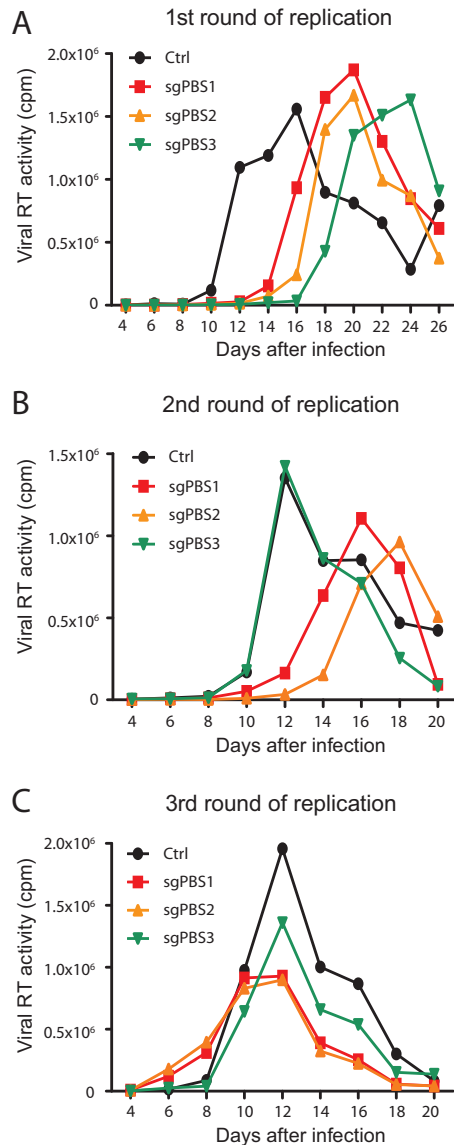 A
1st round of replication
Viral RT activity (cpm)
2.0x10⁶
1.5x10⁶
1.0x10⁶
0.5x10⁶
0
Ctrl
sgPBS1
sgPBS2
sgPBS3
4 6 8 10 12 14 16 18 20 22 24 26
Days after infection
B
2nd round of replication
Viral RT activity (cpm)
1.5x10⁶
1.0x10⁶
0.5x10⁶
0
Ctrl
sgPBS1
sgPBS2
sgPBS3
4 6 8 10 12 14 16 18 20
Days after infection
C
3rd round of replication
Viral RT activity (cpm)
2.0x10⁶
1.5x10⁶
1.0x10⁶
0.5x10⁶
0
Ctrl
sgPBS1
sgPBS2
sgPBS3
4 6 8 10 12 14 16 18 20
Days after infection